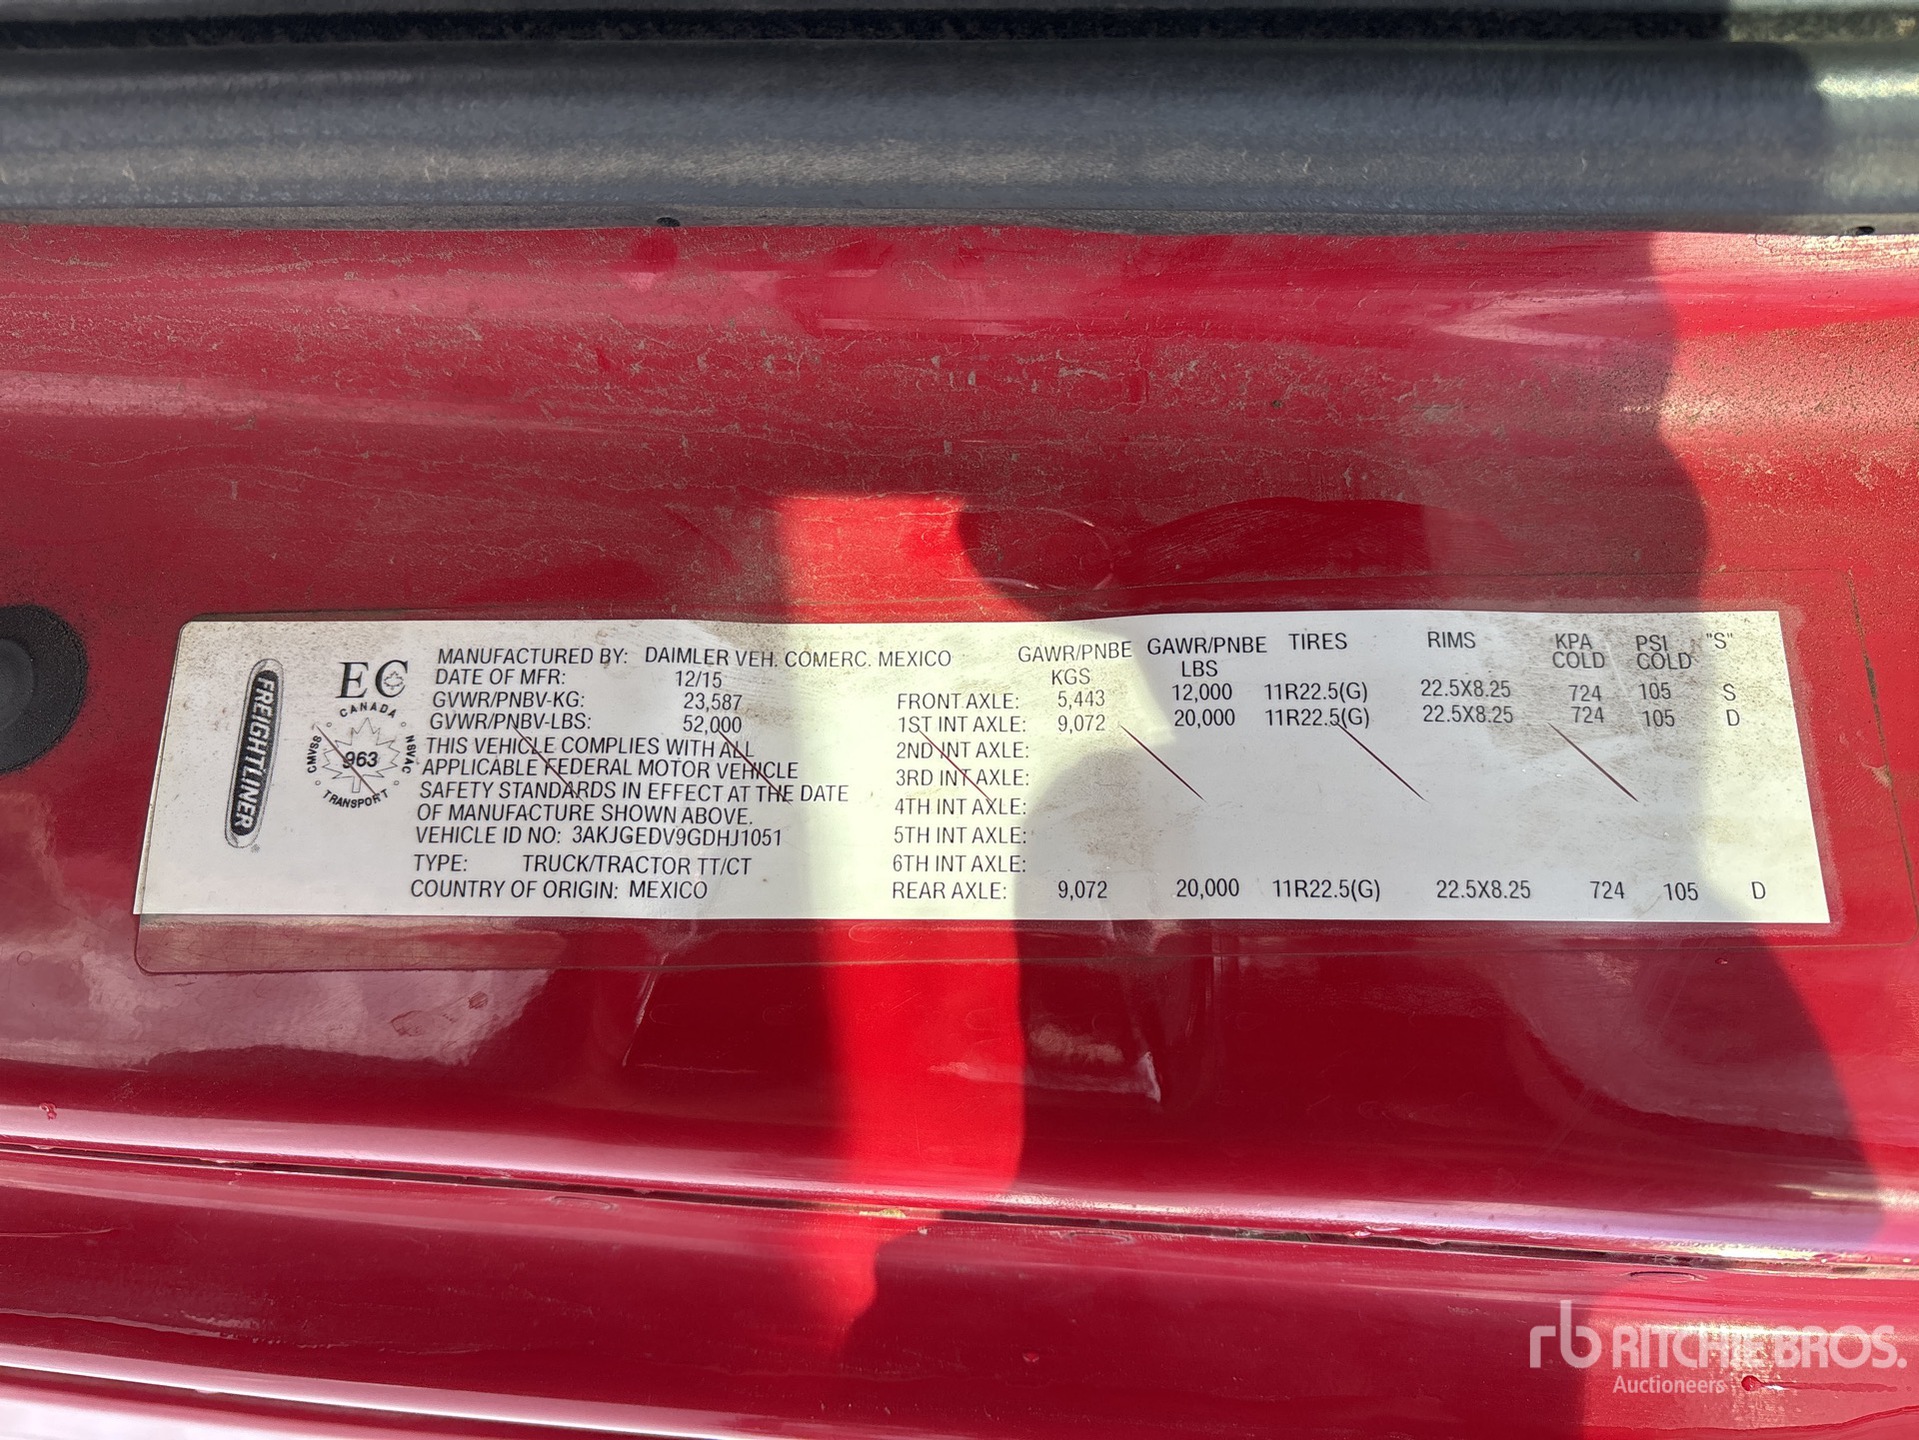 FREIGHTLINER
EC
CANADA
CMVSS
963
NSVAC
TRANSPORT
MANUFACTURED BY: DAIMLER VEH. COMERC. MEXICO
DATE OF MFR: 12/15
GVWR/PNBV-KG: 23,587
GVWR/PNBV-LBS: 52,000
THIS VEHICLE COMPLIES WITH ALL
APPLICABLE FEDERAL MOTOR VEHICLE
SAFETY STANDARDS IN EFFECT AT THE DATE
OF MANUFACTURE SHOWN ABOVE.
VEHICLE ID NO: 3AKJGEDV9GDHJ1051
TYPE: TRUCK/TRACTOR TT/CT
COUNTRY OF ORIGIN: MEXICO
GAWR/PNBE GAWR/PNBE TIRES RIMS KPA PSI "S"
KGS LBS COLD COLD
FRONT AXLE: 5,443 12,000 11R22.5(G) 22.5X8.25 724 105 S
1ST INT AXLE: 9,072 20,000 11R22.5(G) 22.5X8.25 724 105 D
2ND INT AXLE:
3RD INT AXLE:
4TH INT AXLE:
5TH INT AXLE:
6TH INT AXLE:
REAR AXLE: 9,072 20,000 11R22.5(G) 22.5X8.25 724 105 D
rb RITCHIE BROS.
Auctioneers